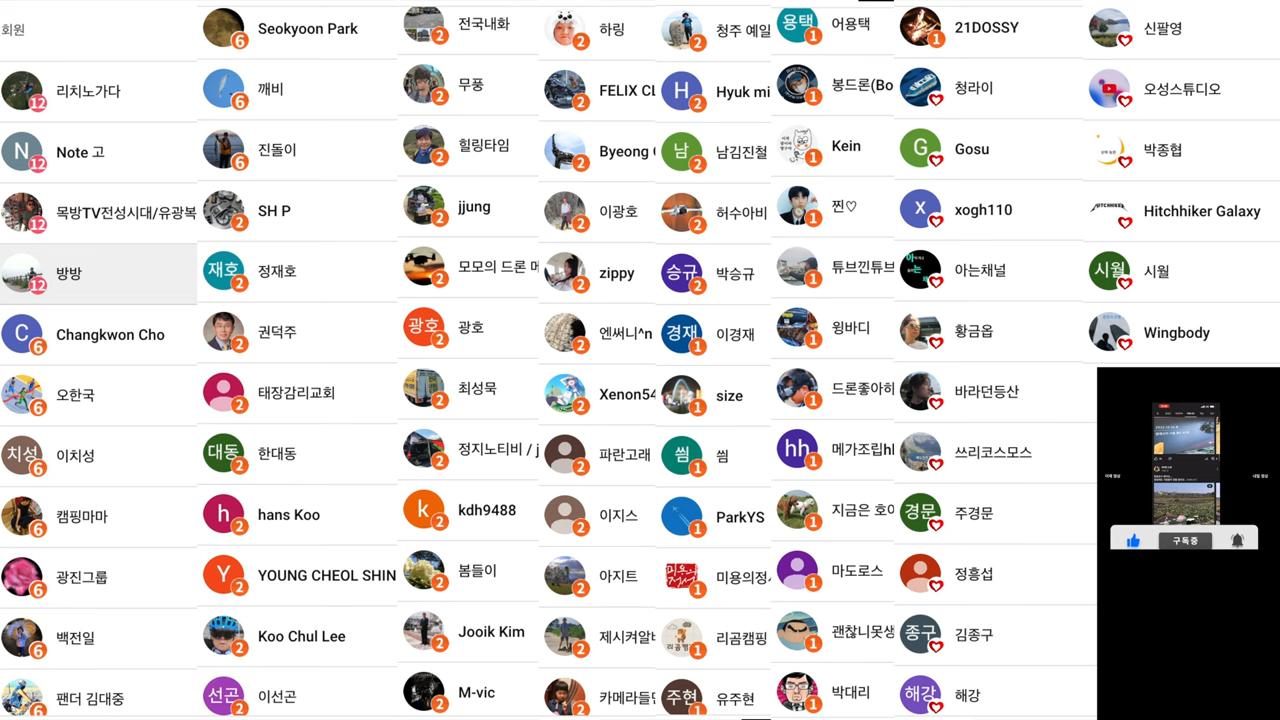 회원
리치노가다
12
N
Note 고
12
목방TV전성시대/유광복
12
방방
12
C
Changkwon Cho
6
오한국
6
치성
이치성
6
캠핑마마
6
광진그룹
6
백전일
6
팬더 김대중
6
Seokyoon Park
6
깨비
6
진돌이
6
SH P
2
재호
정재호
2
권덕주
2
태장감리교회
2
대동
한대동
2
h
hans Koo
2
Y
YOUNG CHEOL SHIN
2
Koo Chul Lee
2
선곤
이선곤
2
전국내화
2
무풍
2
힐링타임
2
jjung
2
모모의 드론
2
광호
광호
2
최성묵
2
정지노티비 / j
2
k
kdh9488
2
봄들이
2
Jooik Kim
2
M-vic
2
하링
2
FELIX
2
Byeong
2
이광호
2
zippy
2
엔써니^n
2
Xenon54
2
파란고래
2
이지스
2
아지트
2
제시켜알
2
카메라들
2
청주 예일
2
H
Hyuk mi
2
남
남김진철
2
허수아비
2
승규
박승규
2
경재
이경재
1
size
1
씸
씸
1
ParkYS
1
미용의
미용의정
1
리곰캠핑
1
주현
유주현
1
용택
어용택
1
봉드론(Bo
1
Kein
1
찐♡
1
튜브낀튜브
1
윙바디
1
드론좋아히
1
hh
메가조립hl
1
지금은 호이
1
마도로스
1
괜찮니못생
1
박대리
1
21DOSSY
1
청라이
G
Gosu
X
xogh110
아는채널
황금옵
바라던등산
쓰리코스모스
경문
주경문
정흥섭
종구
김종구
해강
해강
신팔영
오성스튜디오
박종협
HITCHHIKER
Hitchhiker Galaxy
시월
시월
Wingbody
구독중